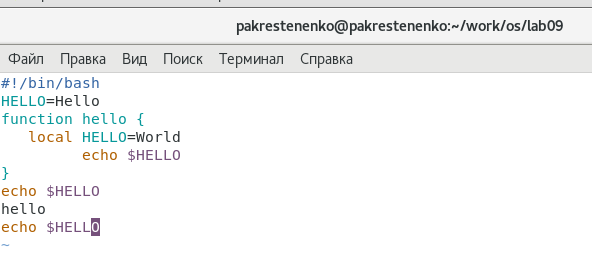 pakrestenenko@pakrestenenko:~/work/os/lab09
Файл Правка Вид Поиск Терминал Справка
#!/bin/bash
HELLO=Hello
function hello {
   local HELLO=World
         echo $HELLO
}
echo $HELLO
hello
echo $HELLO
~